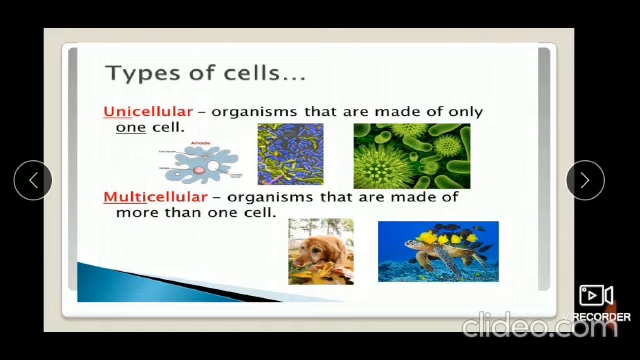 Types of cells...
Unicellular – organisms that are made of only
one cell.
Amoeba
Multicellular – organisms that are made of
more than one cell.
V RECORDER
clideo.com